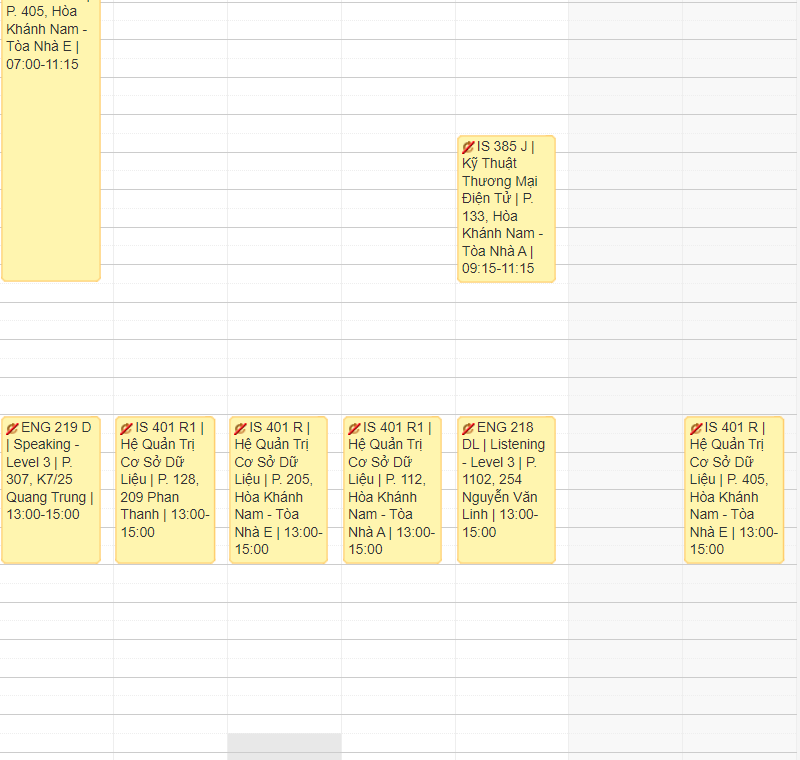 P. 405, Hòa
Khánh Nam -
Tòa Nhà E |
07:00-11:15
IS 385 J |
Kỹ Thuật
Thương Mại
Điện Tử | P.
133, Hòa
Khánh Nam -
Tòa Nhà A |
09:15-11:15
ENG 219 D
| Speaking -
Level 3 | P.
307, K7/25
Quang Trung |
13:00-15:00
IS 401 R1 |
Hệ Quản Trị
Cơ Sở Dữ
Liệu | P. 128,
209 Phan
Thanh | 13:00-
15:00
IS 401 R |
Hệ Quản Trị
Cơ Sở Dữ
Liệu | P. 205,
Hòa Khánh
Nam - Tòa
Nhà E | 13:00-
15:00
IS 401 R1 |
Hệ Quản Trị
Cơ Sở Dữ
Liệu | P. 112,
Hòa Khánh
Nam - Tòa
Nhà A | 13:00-
15:00
ENG 218
DL | Listening
- Level 3 | P.
1102, 254
Nguyễn Văn
Linh | 13:00-
15:00
IS 401 R |
Hệ Quản Trị
Cơ Sở Dữ
Liệu | P. 405,
Hòa Khánh
Nam - Tòa
Nhà E | 13:00-
15:00